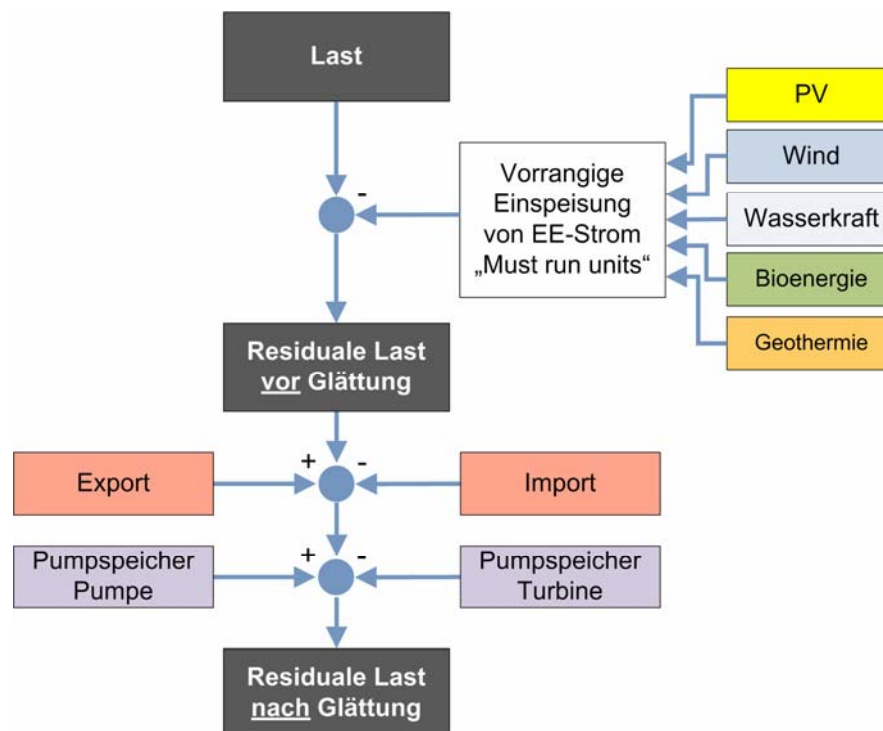 Last
PV
Wind
Vorrangige
Einspeisung
von EE-Strom
„Must run units“
-
Wasserkraft
Bioenergie
Geothermie
Residuale Last
vor Glättung
+ -
Export
Import
+ -
Pumpspeicher
Pumpe
Pumpspeicher
Turbine
Residuale Last
nach Glättung